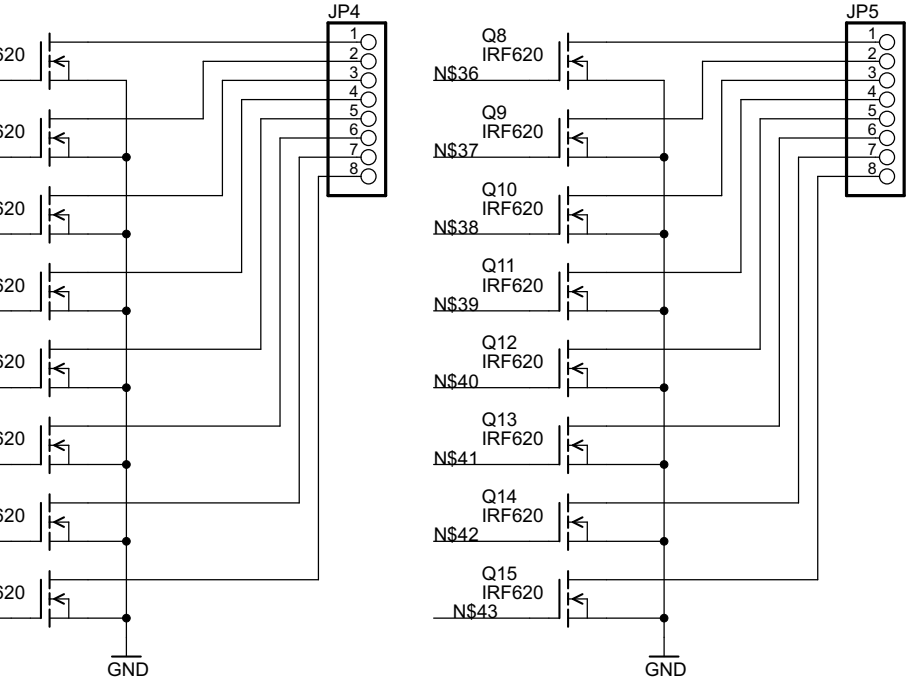 JP4
1
2
3
4
5
6
7
8
620
620
620
620
620
620
620
620
GND
JP5
1
2
3
4
5
6
7
8
Q8
IRF620
N$36
Q9
IRF620
N$37
Q10
IRF620
N$38
Q11
IRF620
N$39
Q12
IRF620
N$40
Q13
IRF620
N$41
Q14
IRF620
N$42
Q15
IRF620
N$43
GND